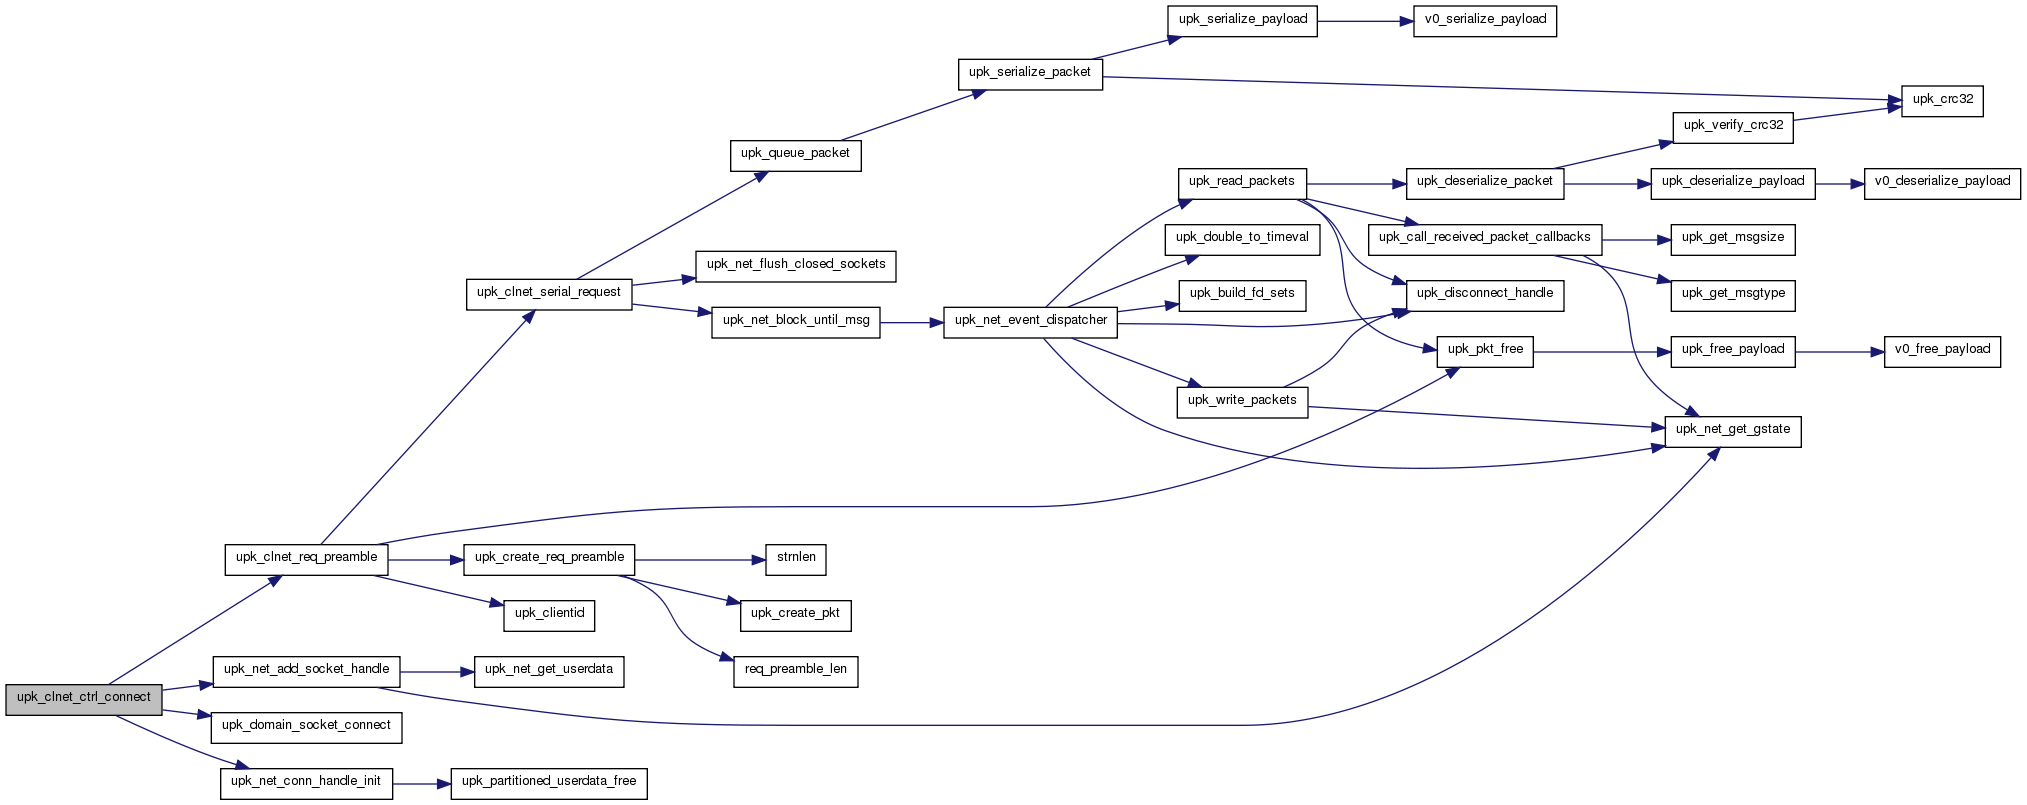 upk_serialize_payload
v0_serialize_payload
upk_serialize_packet
upk_crc32
upk_verify_crc32
upk_queue_packet
upk_read_packets
upk_deserialize_packet
upk_deserialize_payload
v0_deserialize_payload
upk_double_to_timeval
upk_call_received_packet_callbacks
upk_get_msgsize
upk_net_flush_closed_sockets
upk_clnet_serial_request
upk_build_fd_sets
upk_disconnect_handle
upk_get_msgtype
upk_net_block_until_msg
upk_net_event_dispatcher
upk_pkt_free
upk_free_payload
v0_free_payload
upk_write_packets
upk_net_get_gstate
upk_clnet_req_preamble
upk_create_req_preamble
strnlen
upk_clientid
upk_create_pkt
upk_net_add_socket_handle
upk_net_get_userdata
req_preamble_len
upk_clnet_ctrl_connect
upk_domain_socket_connect
upk_net_conn_handle_init
upk_partitioned_userdata_free